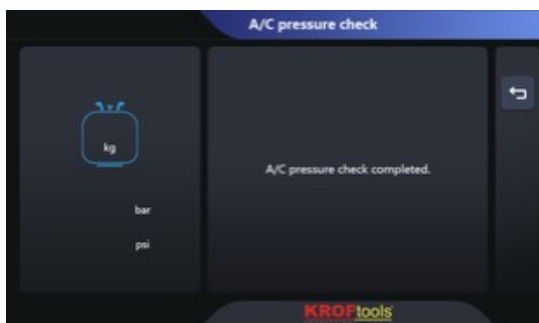 A/C pressure check
kg
bar
psi
A/C pressure check completed.
KROFtools